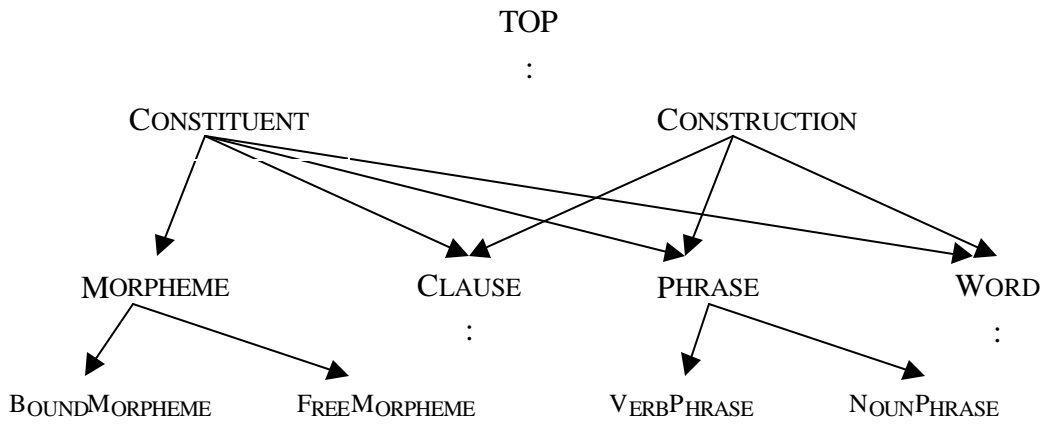 TOP
:
CONSTITUENT CONSTRUCTION
MORPHEME CLAUSE PHRASE WORD
: :
BOUNDMORPHEME FREEMORPHEME VERBPHRASE NOUNPHRASE